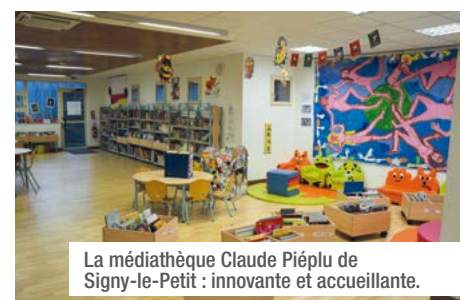 La médiathèque Claude Piéplu de
Signy-le-Petit : innovante et accueillante.